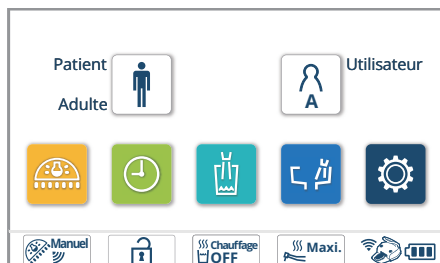 Patient
Utilisateur
Adulte
A
Manuel
Chauffage
OFF
Maxi.